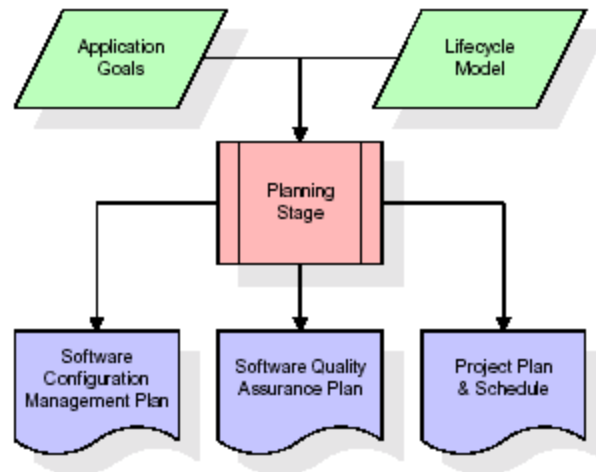 Application
Goals
Lifecycle
Model
Planning
Stage
Software
Configuration
Management Plan
Software Quality
Assurance Plan
Project Plan
& Schedule